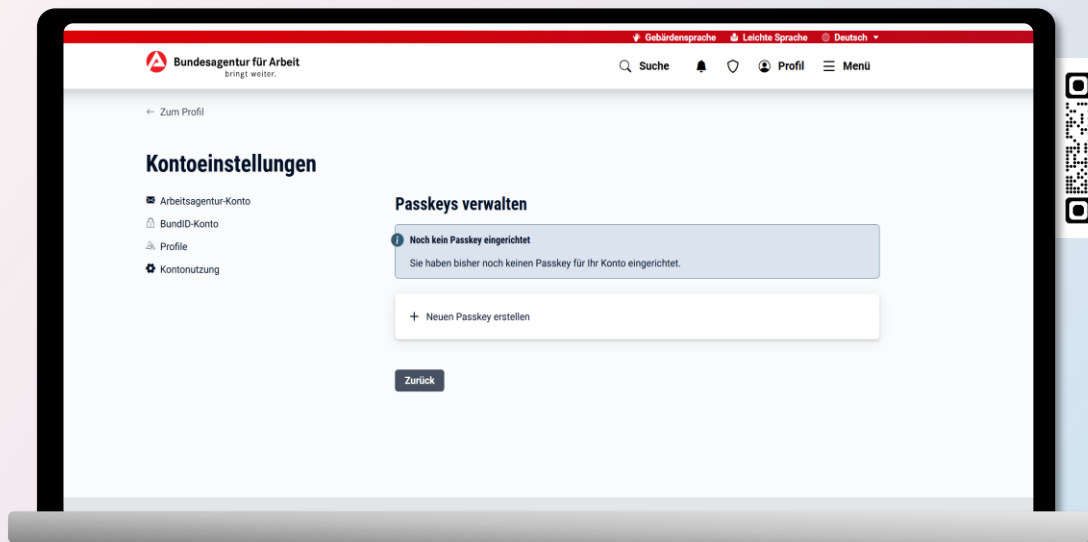 Gebärdensprache Leichte Sprache Deutsch
Bundesagentur für Arbeit
bringt weiter.
Suche Profil Menü
← Zum Profil
Kontoeinstellungen
Arbeitsagentur-Konto
BundID-Konto
Profile
Kontonutzung
Passkeys verwalten
Noch kein Passkey eingerichtet
Sie haben bisher noch keinen Passkey für Ihr Konto eingerichtet.
+ Neuen Passkey erstellen
Zurück